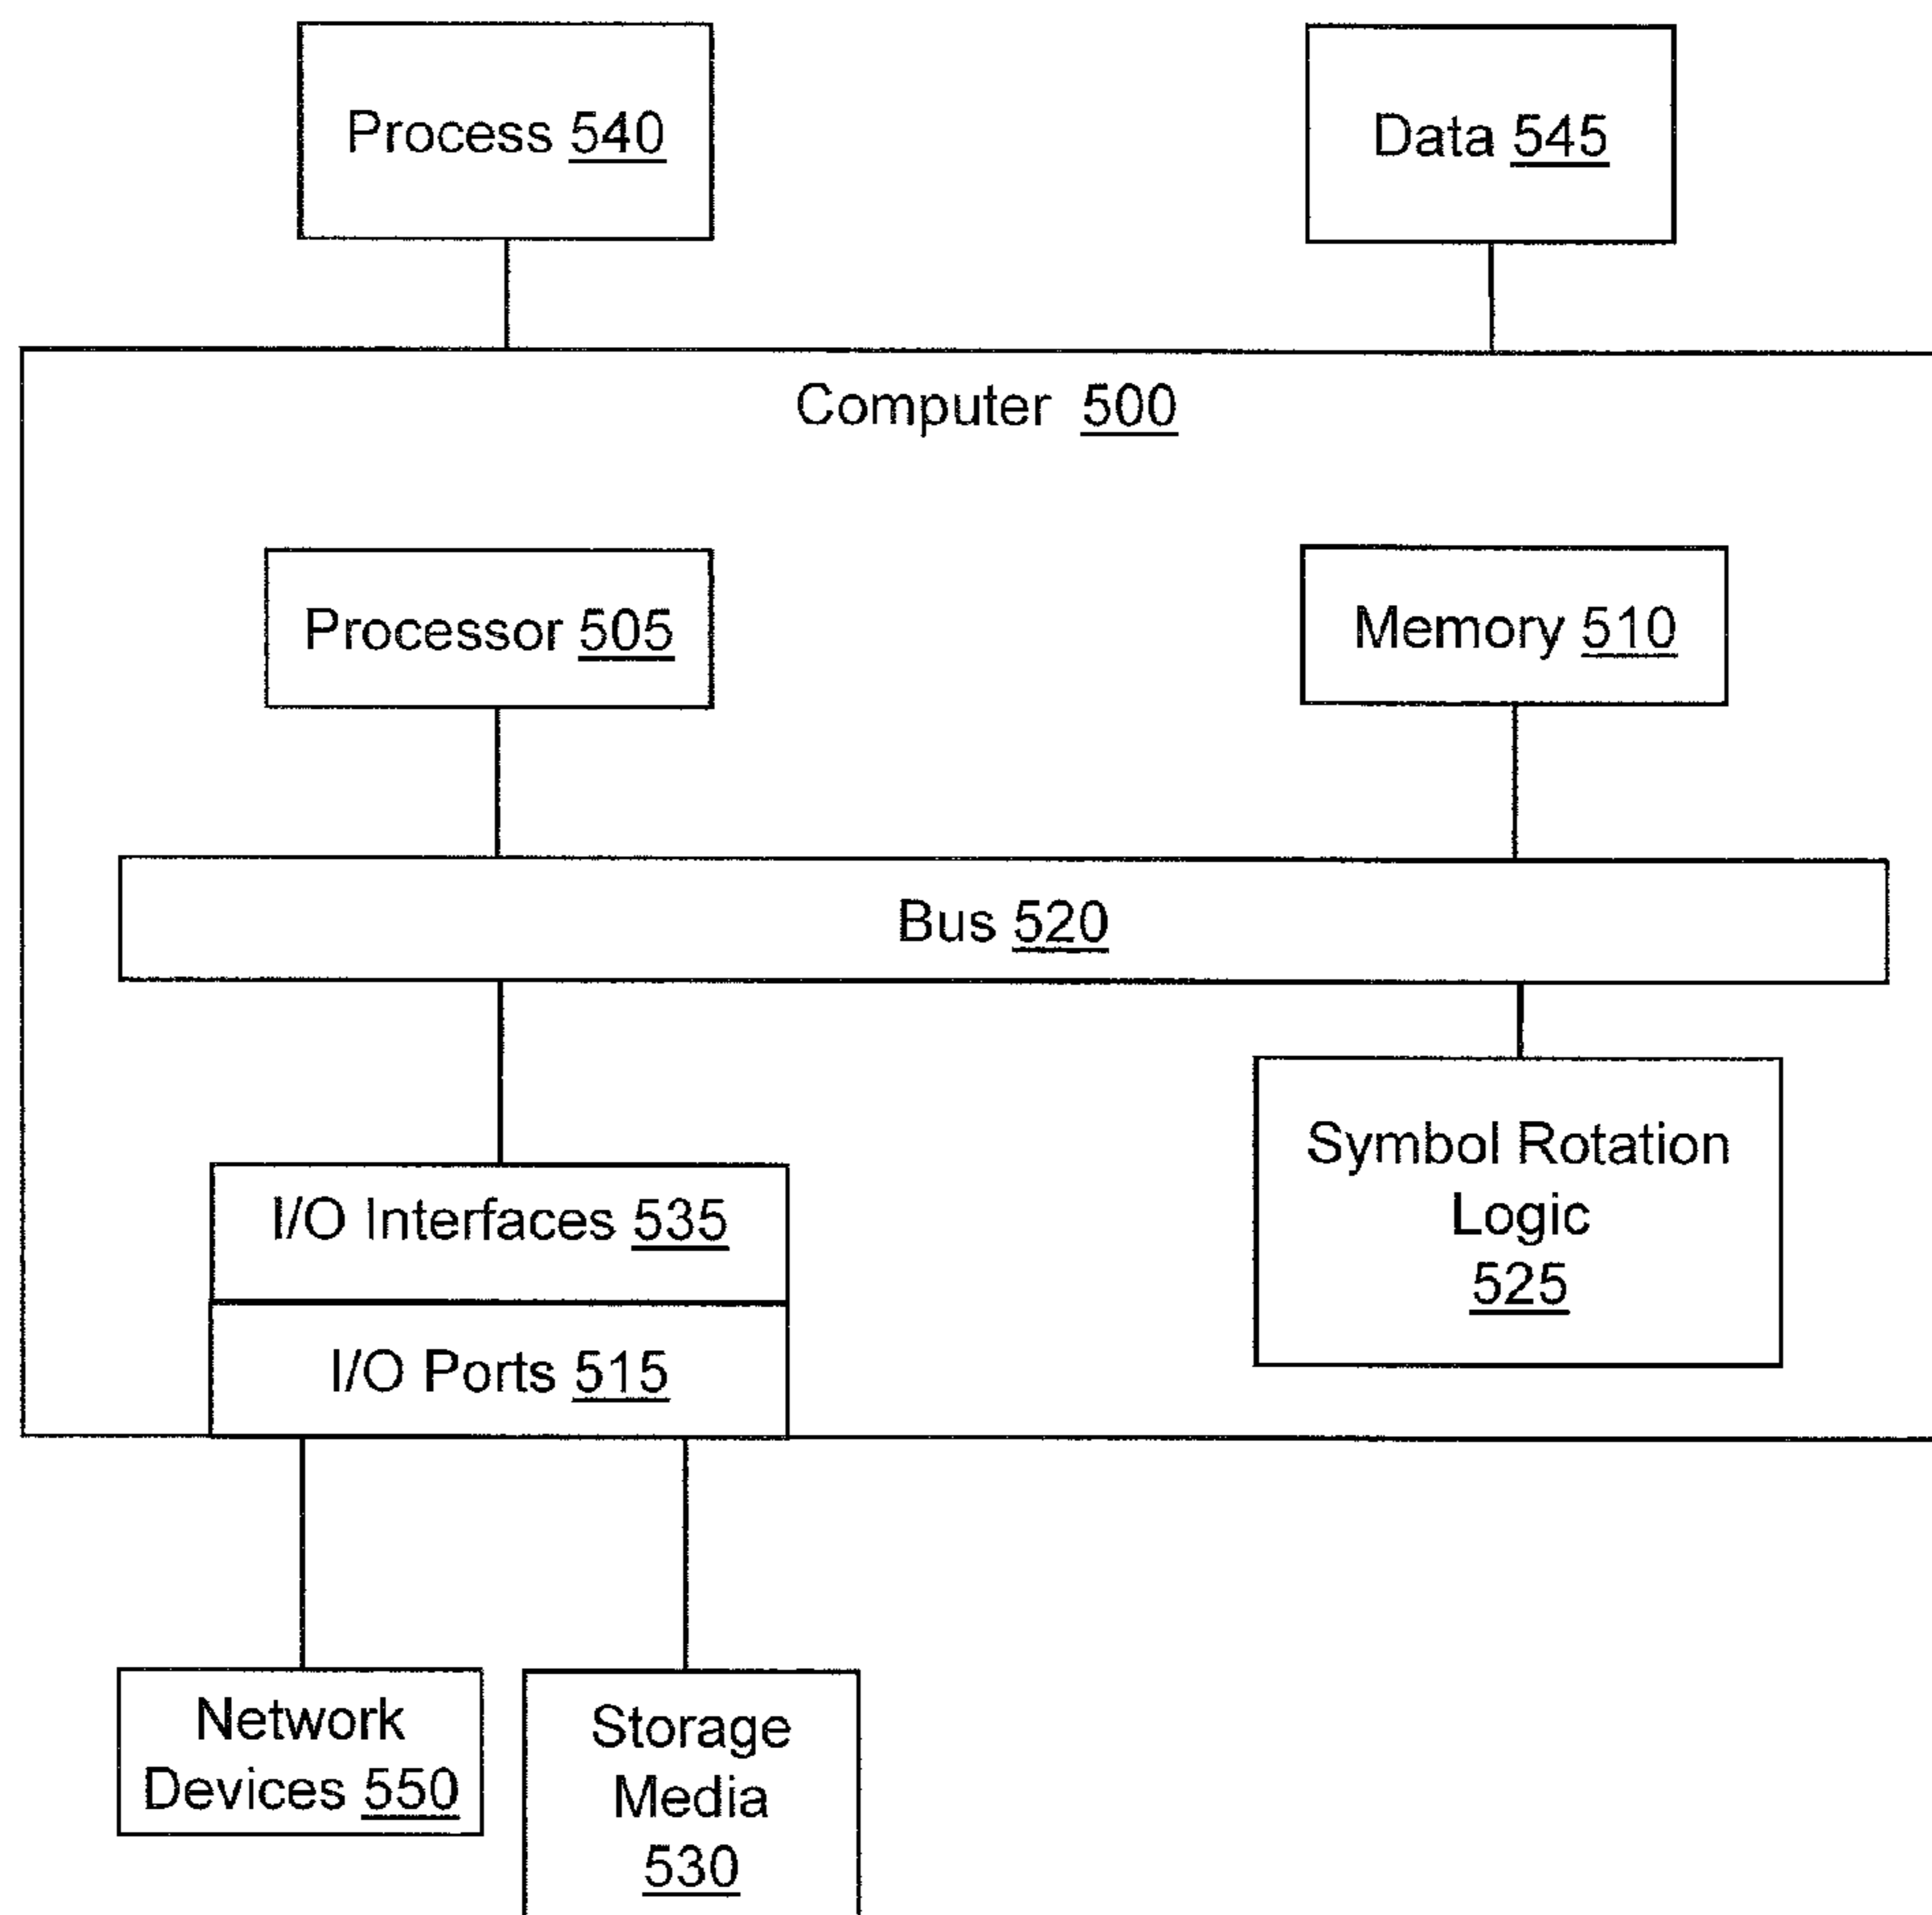 Process 540
Data 545
Computer 500
Processor 505
Memory 510
Bus 520
I/O Interfaces 535
I/O Ports 515
Symbol Rotation
Logic
525
Network
Devices 550
Storage
Media
530